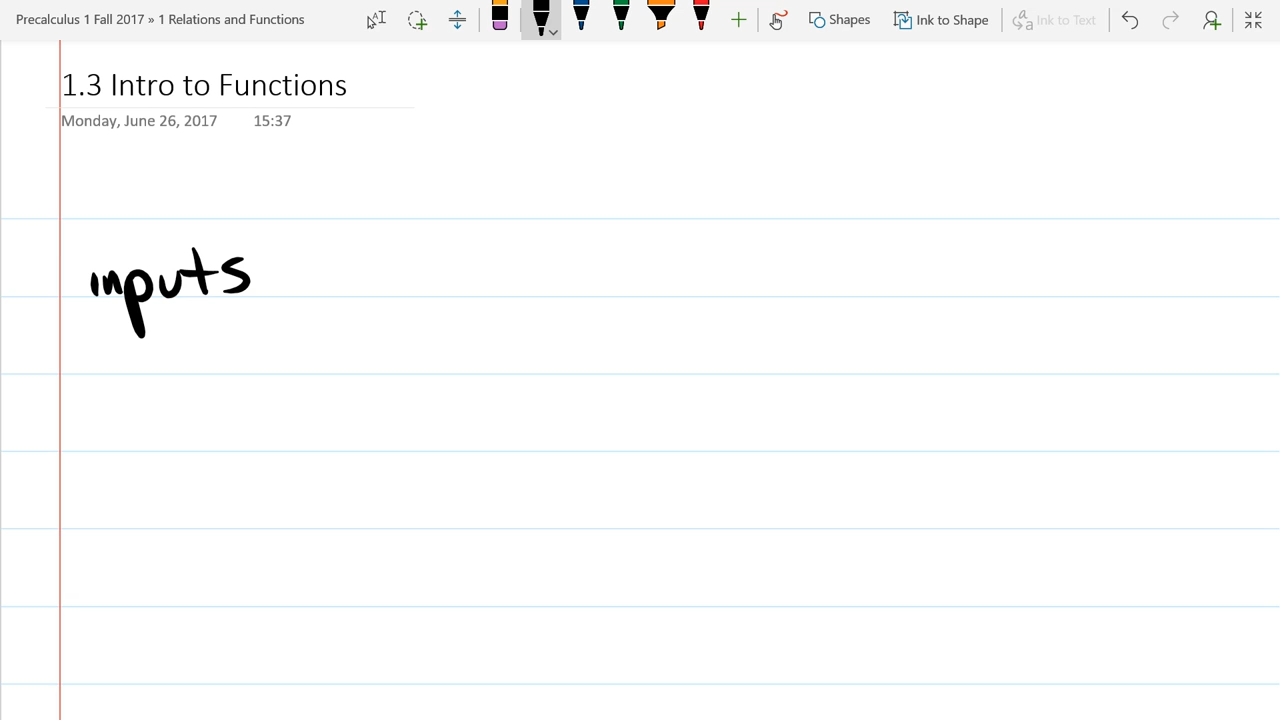 Precalculus 1 Fall 2017 » 1 Relations and Functions
Shapes
Ink to Shape
Ink to Text
1.3 Intro to Functions
Monday, June 26, 2017 15:37
inputs